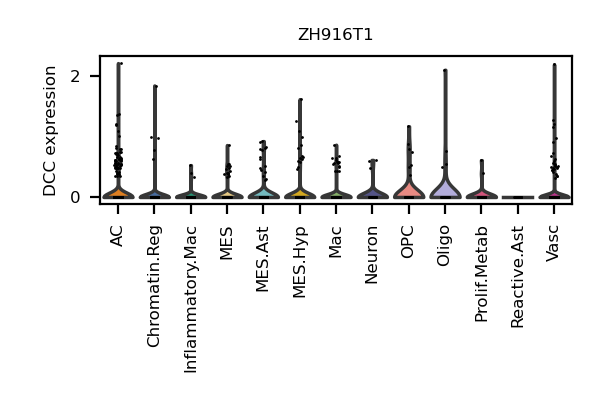 ZH916T1
DCC expression
2
0
AC
Chromatin.Reg
Inflammatory.Mac
MES
MES.Ast
MES.Hyp
Mac
Neuron
OPC
Oligo
Prolif.Metab
Reactive.Ast
Vasc